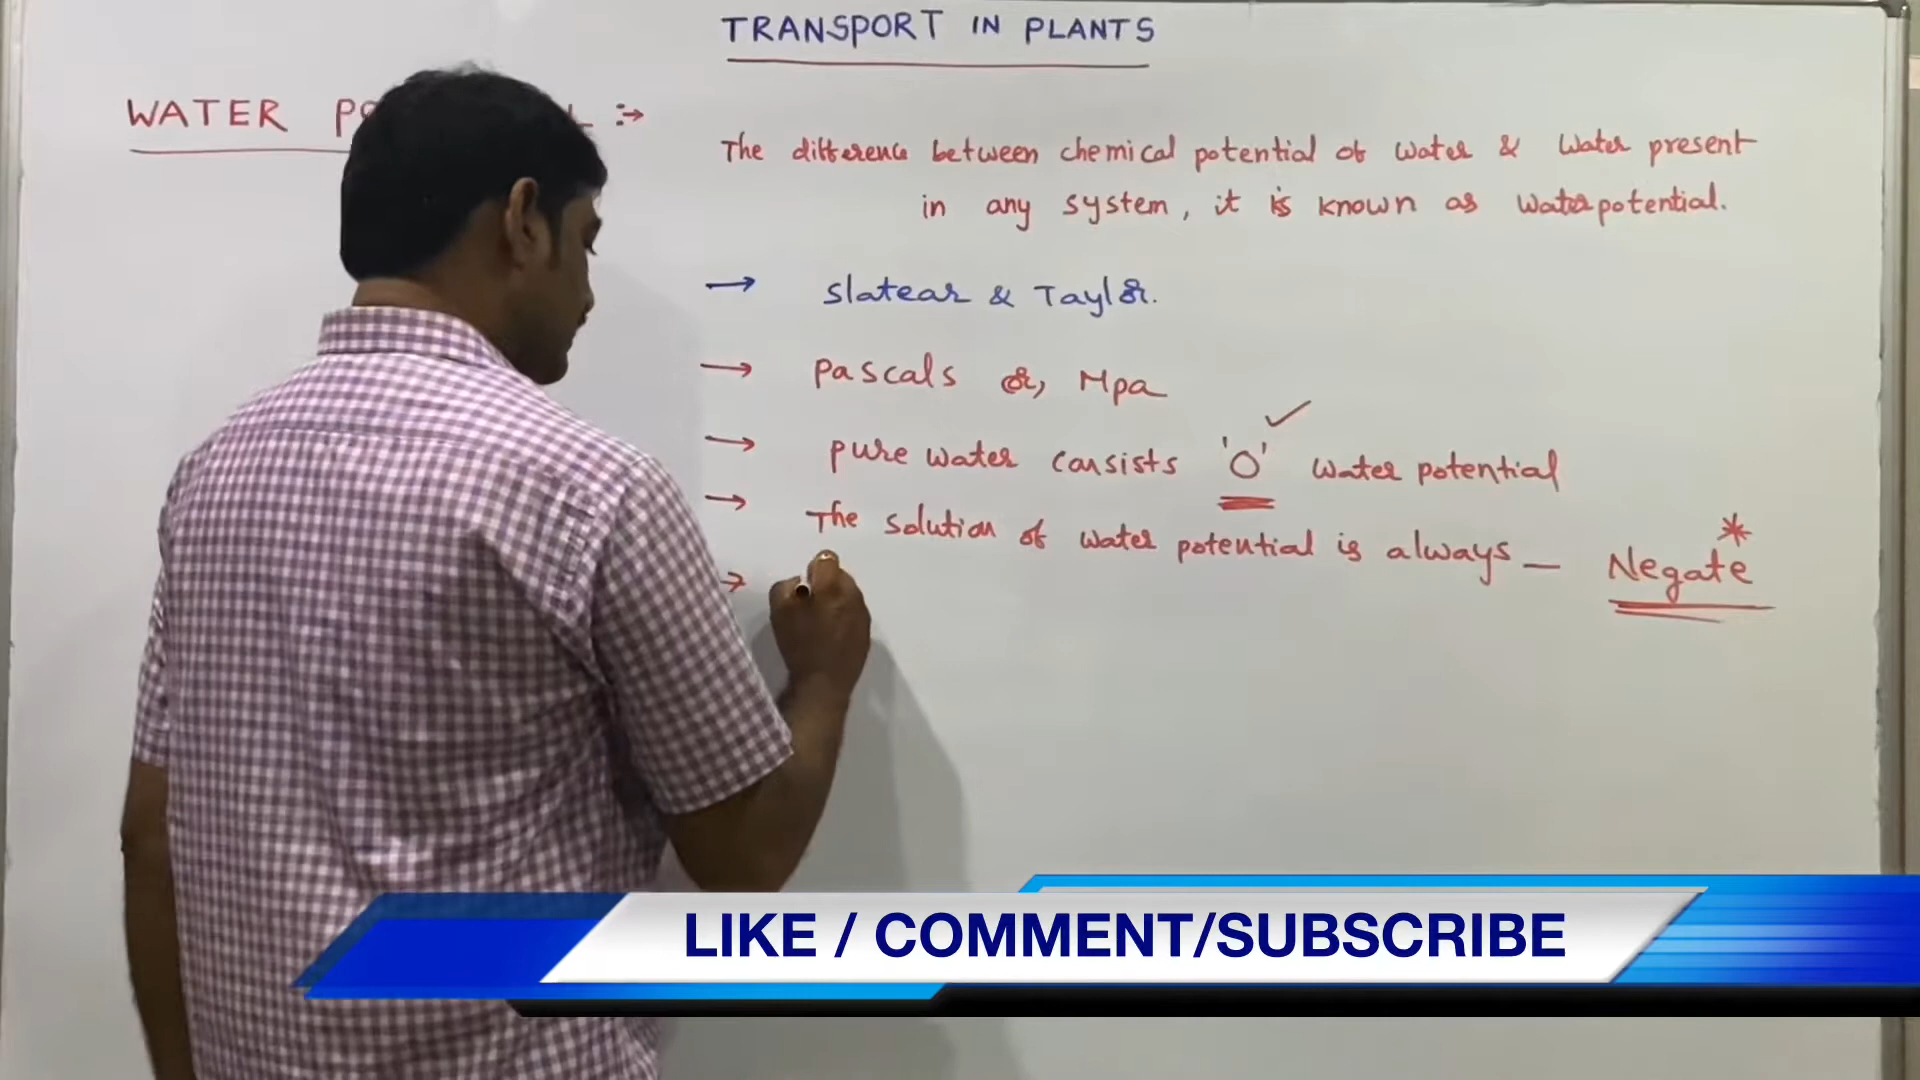 TRANSPORT IN PLANTS
WATER :→
The difference between chemical potential of water & water present
in any system, it is known as waterpotential.
→ Slatear & Taylor.
→ pascals or, Mpa
→ pure water consists 'O' water potential
→ The solution of water potential is always — Negate *
→
LIKE / COMMENT/SUBSCRIBE